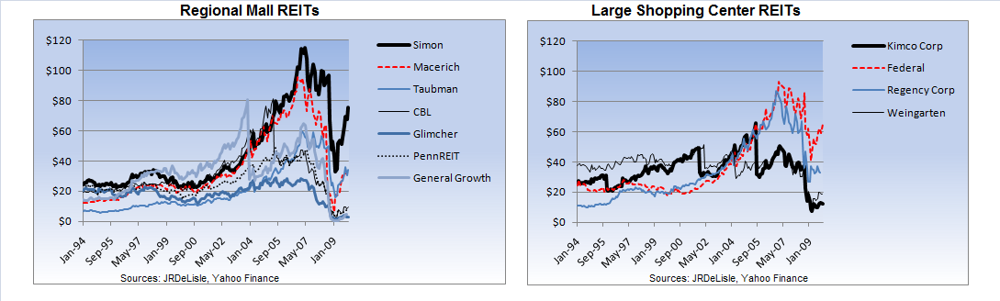 Regional Mall REITs
$120
$100
$80
$60
$40
$20
$0
Jan-94
Sep-95
May-97
Jan-99
Sep-00
May-02
Jan-04
Sep-05
May-07
Jan-09
Simon
Macerich
Taubman
CBL
Glimcher
PennREIT
General Growth
Sources: JRDeLisle, Yahoo Finance
Large Shopping Center REITs
$120
$100
$80
$60
$40
$20
$0
Jan-94
Sep-95
May-97
Jan-99
Sep-00
May-02
Jan-04
Sep-05
May-07
Jan-09
Kimco Corp
Federal
Regency Corp
Weingarten
Sources: JRDeLisle, Yahoo Finance